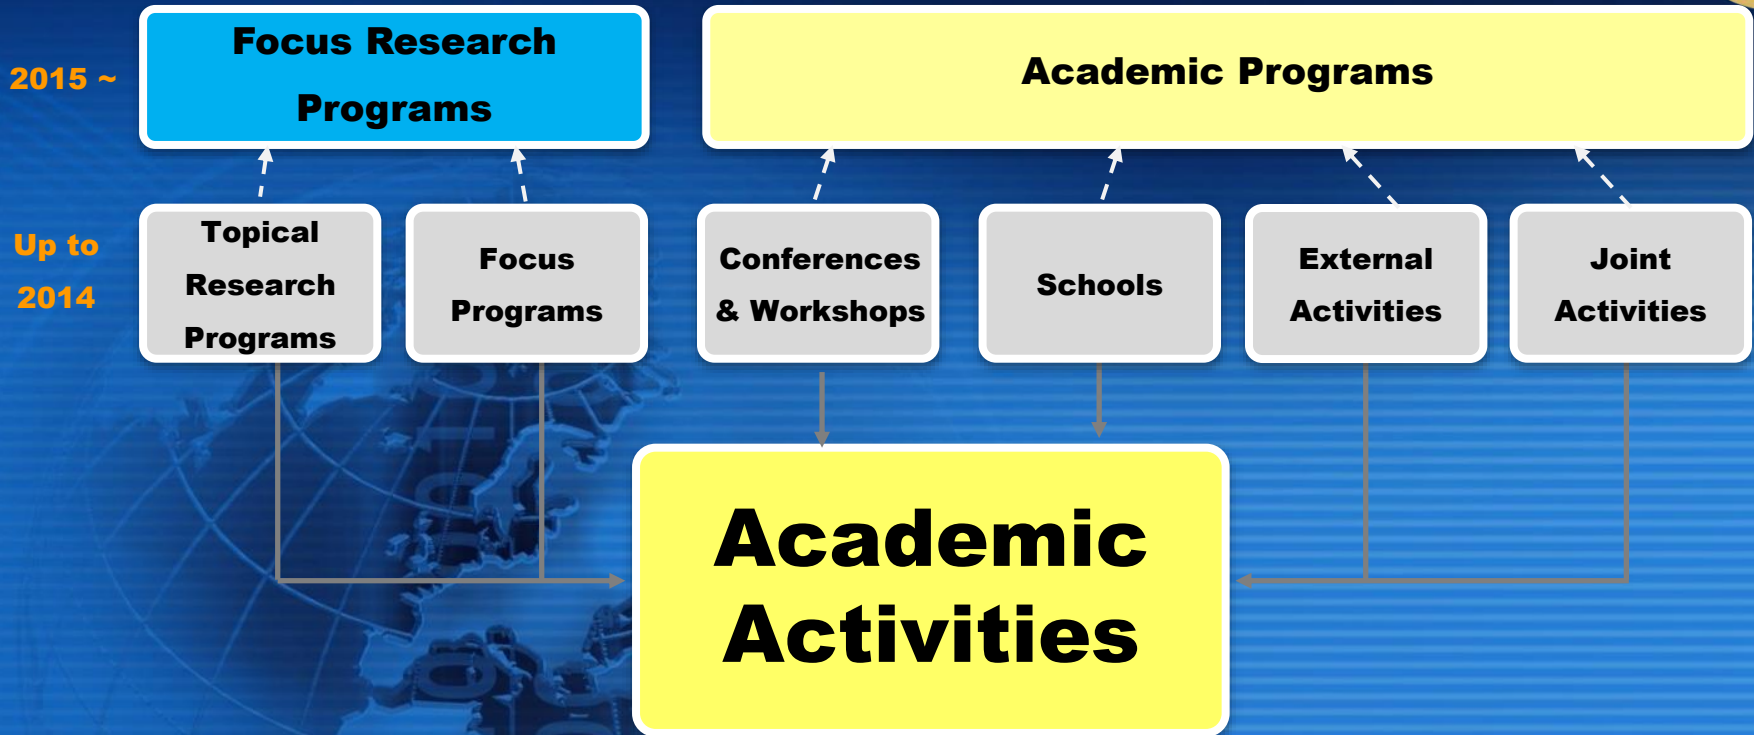 2015 ~
Focus Research
Programs
Academic Programs
Up to
2014
Topical
Research
Programs
Focus
Programs
Conferences
& Workshops
Schools
External
Activities
Joint
Activities
Academic
Activities